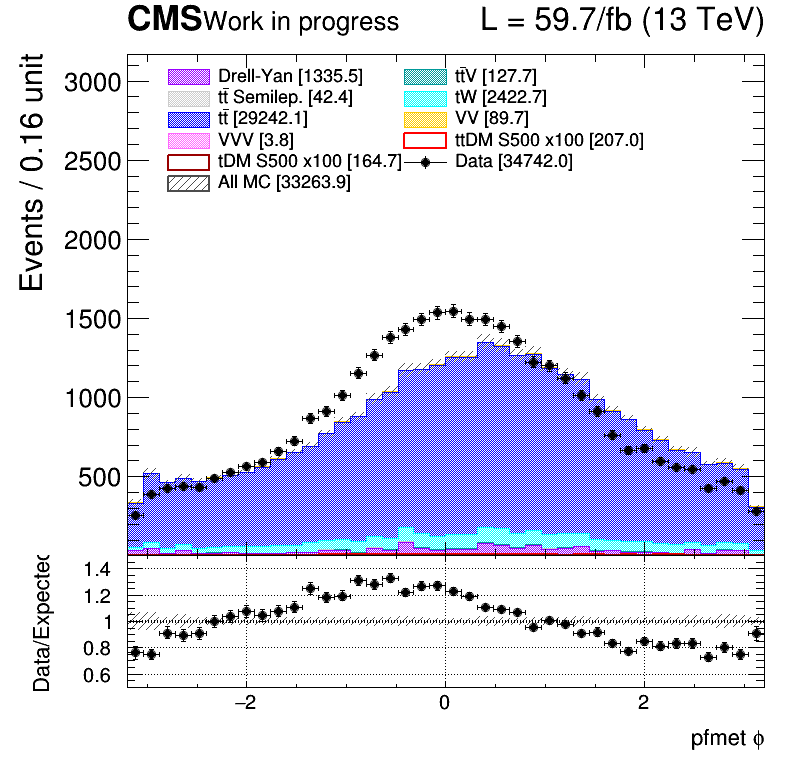 CMS Work in progress L = 59.7/fb (13 TeV)
Events / 0.16 unit
3000
2500
2000
1500
1000
500
Drell-Yan [1335.5] tt̄V [127.7]
tt̄ Semilep. [42.4] tW [2422.7]
tt̄ [29242.1] VV [89.7]
VVV [3.8] ttDM S500 x100 [207.0]
tDM S500 x100 [164.7] Data [34742.0]
All MC [33263.9]
Data/Expected
1.4
1.2
1
0.8
0.6
−2 0 2
pfmet ϕ